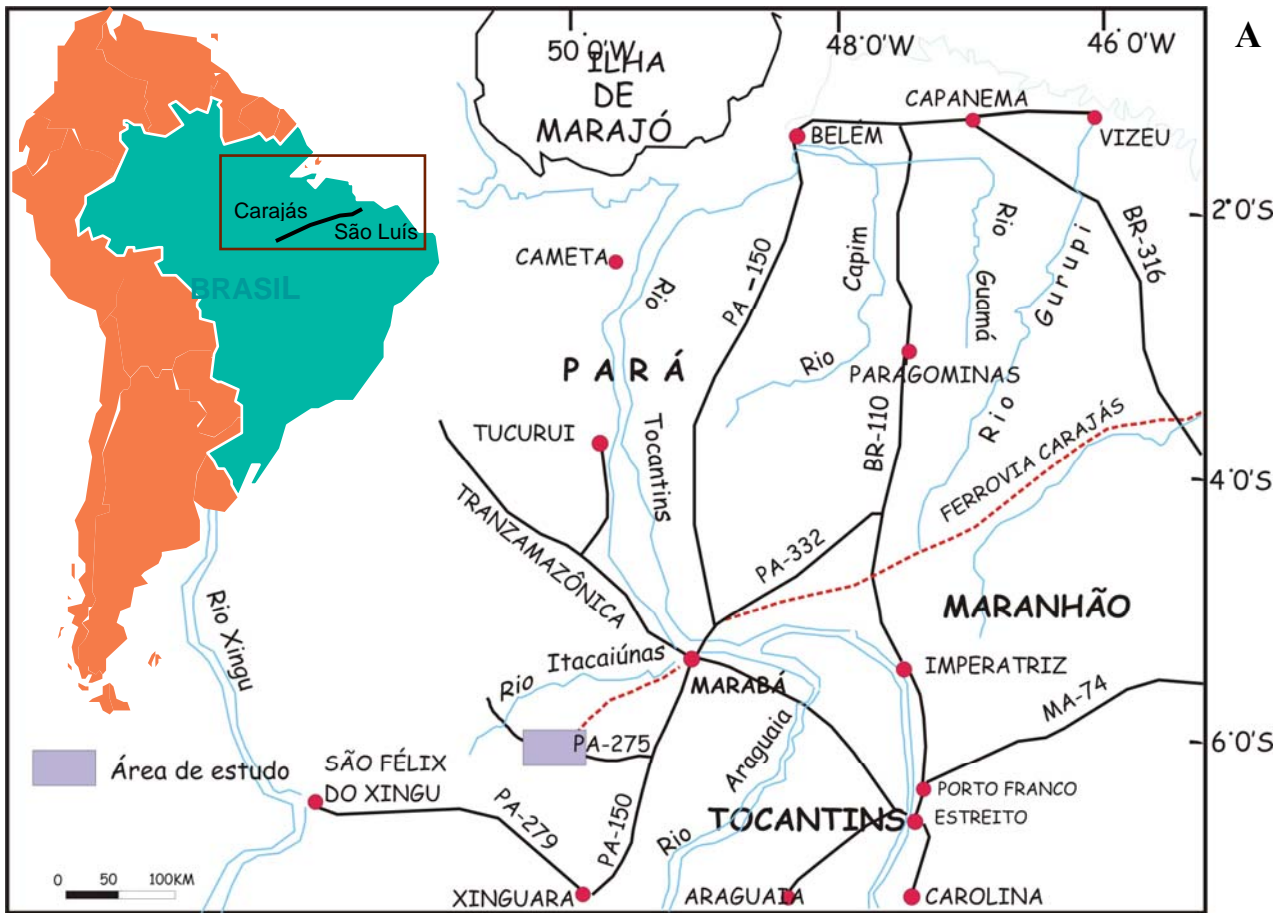 A
50°0'W
48°0'W
46°0'W
ILHA
DE
MARAJÓ
CAPANEMA
BELÉM
VIZEU
2°0'S
Carajás
São Luís
BRASIL
CAMETA
Rio
PA-150
Capim
Rio
Rio
Guamá
Rio Gurupi
BR-316
PARÁ
PARAGOMINAS
TUCURUI
Tocantins
BR-110
FERROVIA CARAJÁS
4°0'S
TRANZAMAZÔNICA
PA-332
MARANHÃO
Rio Xingu
Rio Itacaiúnas
MARABÁ
IMPERATRIZ
MA-74
PA-275
Rio Araguaia
6°0'S
Área de estudo
SÃO FÉLIX
DO XINGU
PORTO FRANCO
TOCANTINS
ESTREITO
PA-279
PA-150
0 50 100KM
XINGUARA
ARAGUAIA
CAROLINA